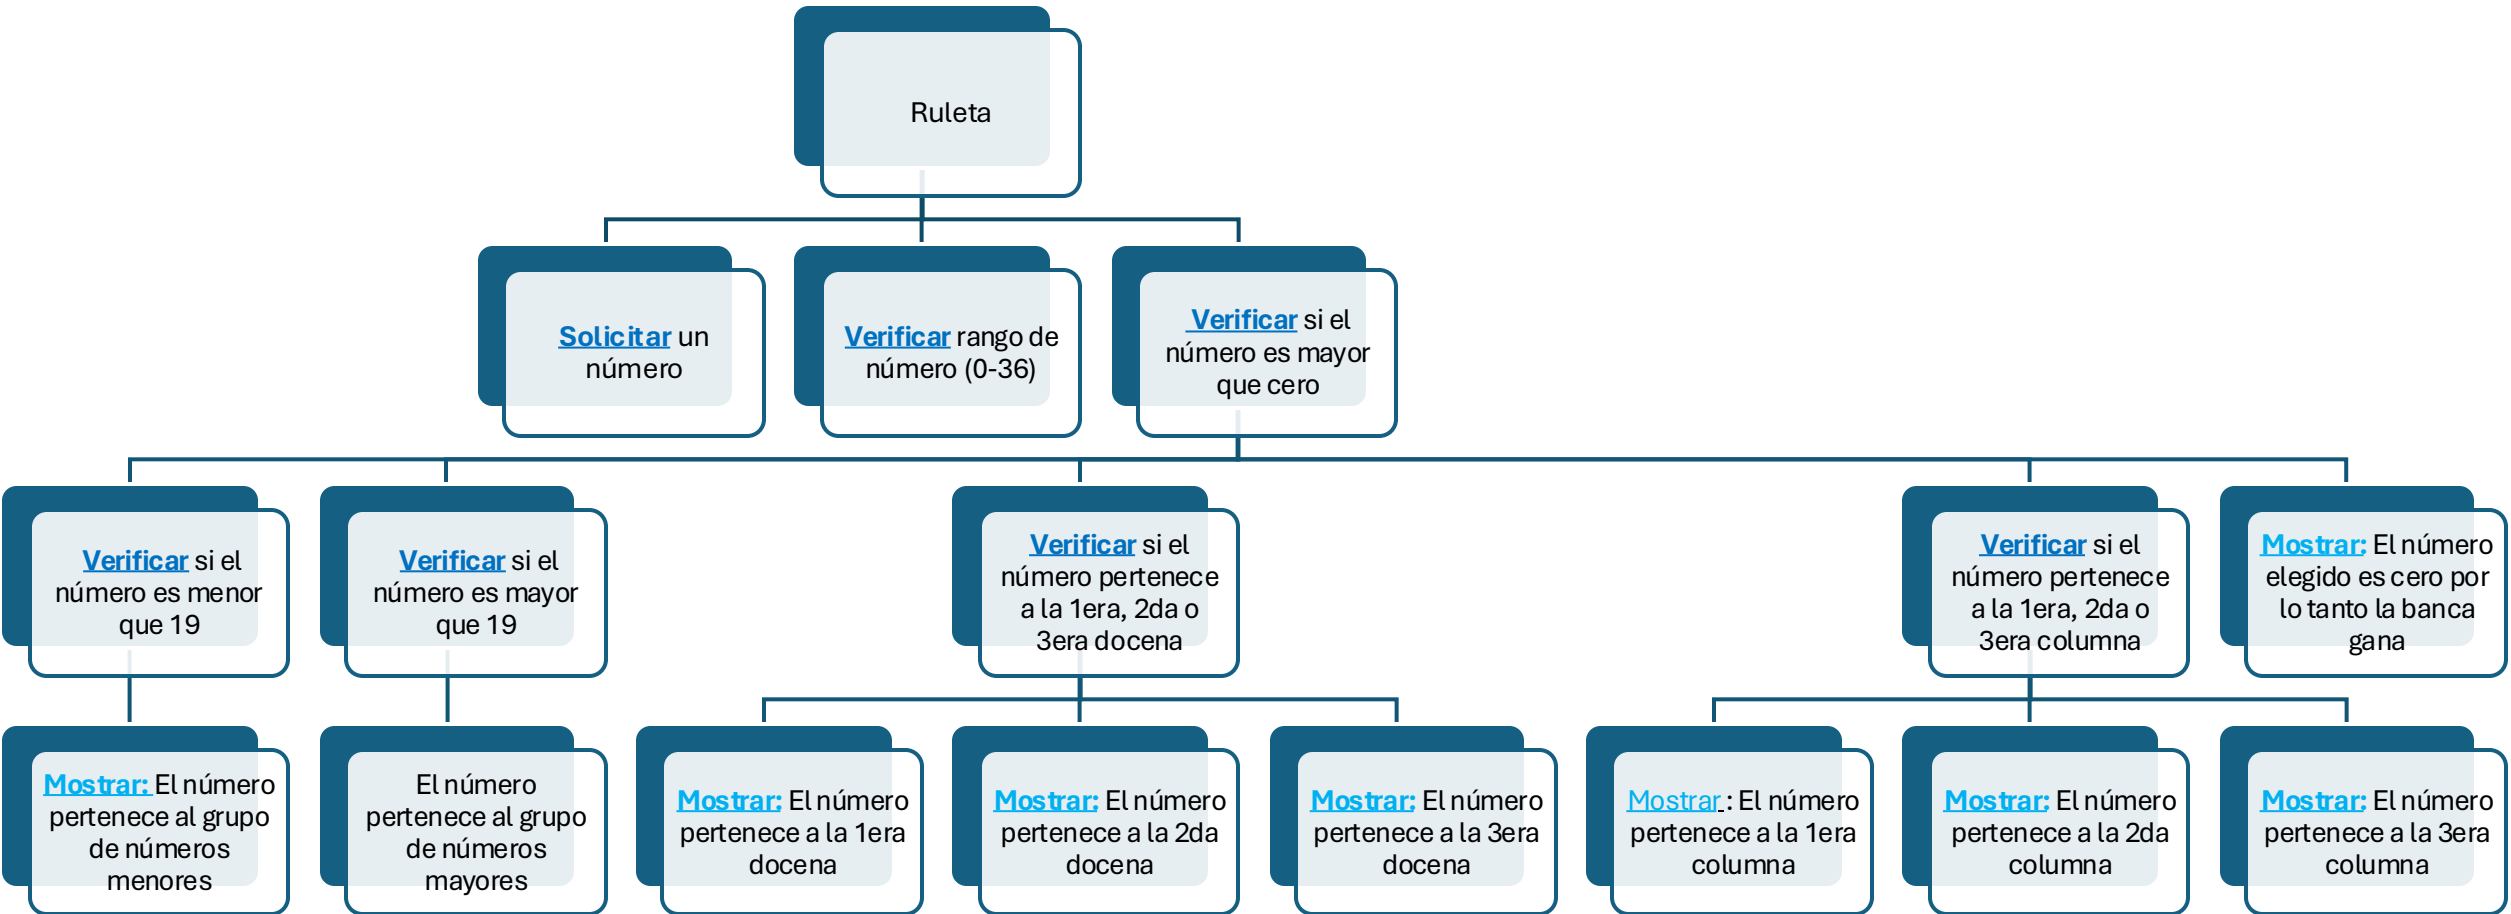 Ruleta
Solicitar un
número
Verificar rango de
número (0-36)
Verificar si el
número es mayor
que cero
Verificar si el
número es menor
que 19
Verificar si el
número es mayor
que 19
Verificar si el
número pertenece
a la 1era, 2da o
3era docena
Verificar si el
número pertenece
a la 1era, 2da o
3era columna
Mostrar: El número
elegido es cero por
lo tanto la banca
gana
Mostrar: El número
pertenece al grupo
de números
menores
El número
pertenece al grupo
de números
mayores
Mostrar: El número
pertenece a la 1era
docena
Mostrar: El número
pertenece a la 2da
docena
Mostrar: El número
pertenece a la 3era
docena
Mostrar : El número
pertenece a la 1era
columna
Mostrar: El número
pertenece a la 2da
columna
Mostrar: El número
pertenece a la 3era
columna